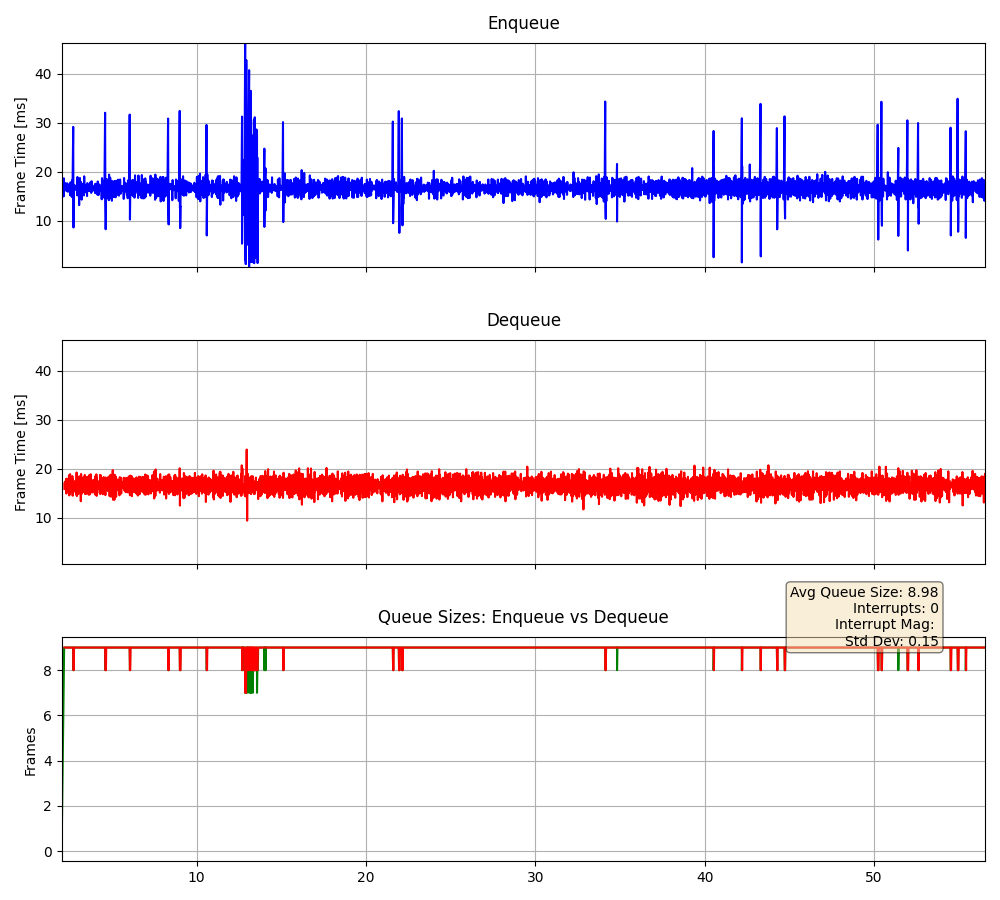 Enqueue
Frame Time [ms]
40
30
20
10
Dequeue
Frame Time [ms]
40
30
20
10
Avg Queue Size: 8.98
Interrupts: 0
Interrupt Mag:
Std Dev: 0.15
Queue Sizes: Enqueue vs Dequeue
Frames
8
6
4
2
0
10 20 30 40 50